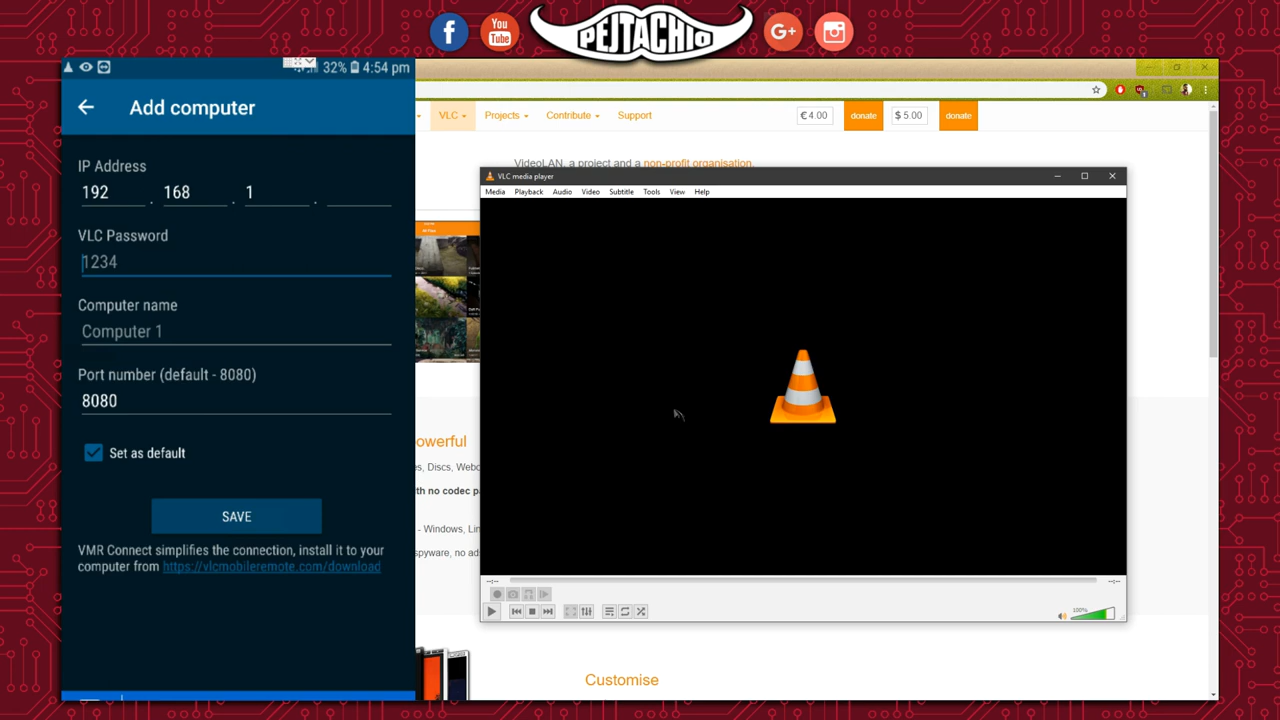 f
You Tube
PEJTACHIO
G+
32% 4:54 pm
Add computer
IP Address
192 . 168 . 1 .
VLC Password
1234
Computer name
Computer 1
Port number (default - 8080)
8080
Set as default
SAVE
VMR Connect simplifies the connection, install it to your
computer from https://vlcmobileremote.com/download
VLC Projects Contribute Support € 4.00 donate $ 5.00 donate
VideoLAN, a project and a non-profit organisation.
VLC media player
Media Playback Audio Video Subtitle Tools View Help
--:-- --:--
100%
owerful
es, Discs, Webc
th no codec pa
- Windows, Lin
spyware, no ad
Customise